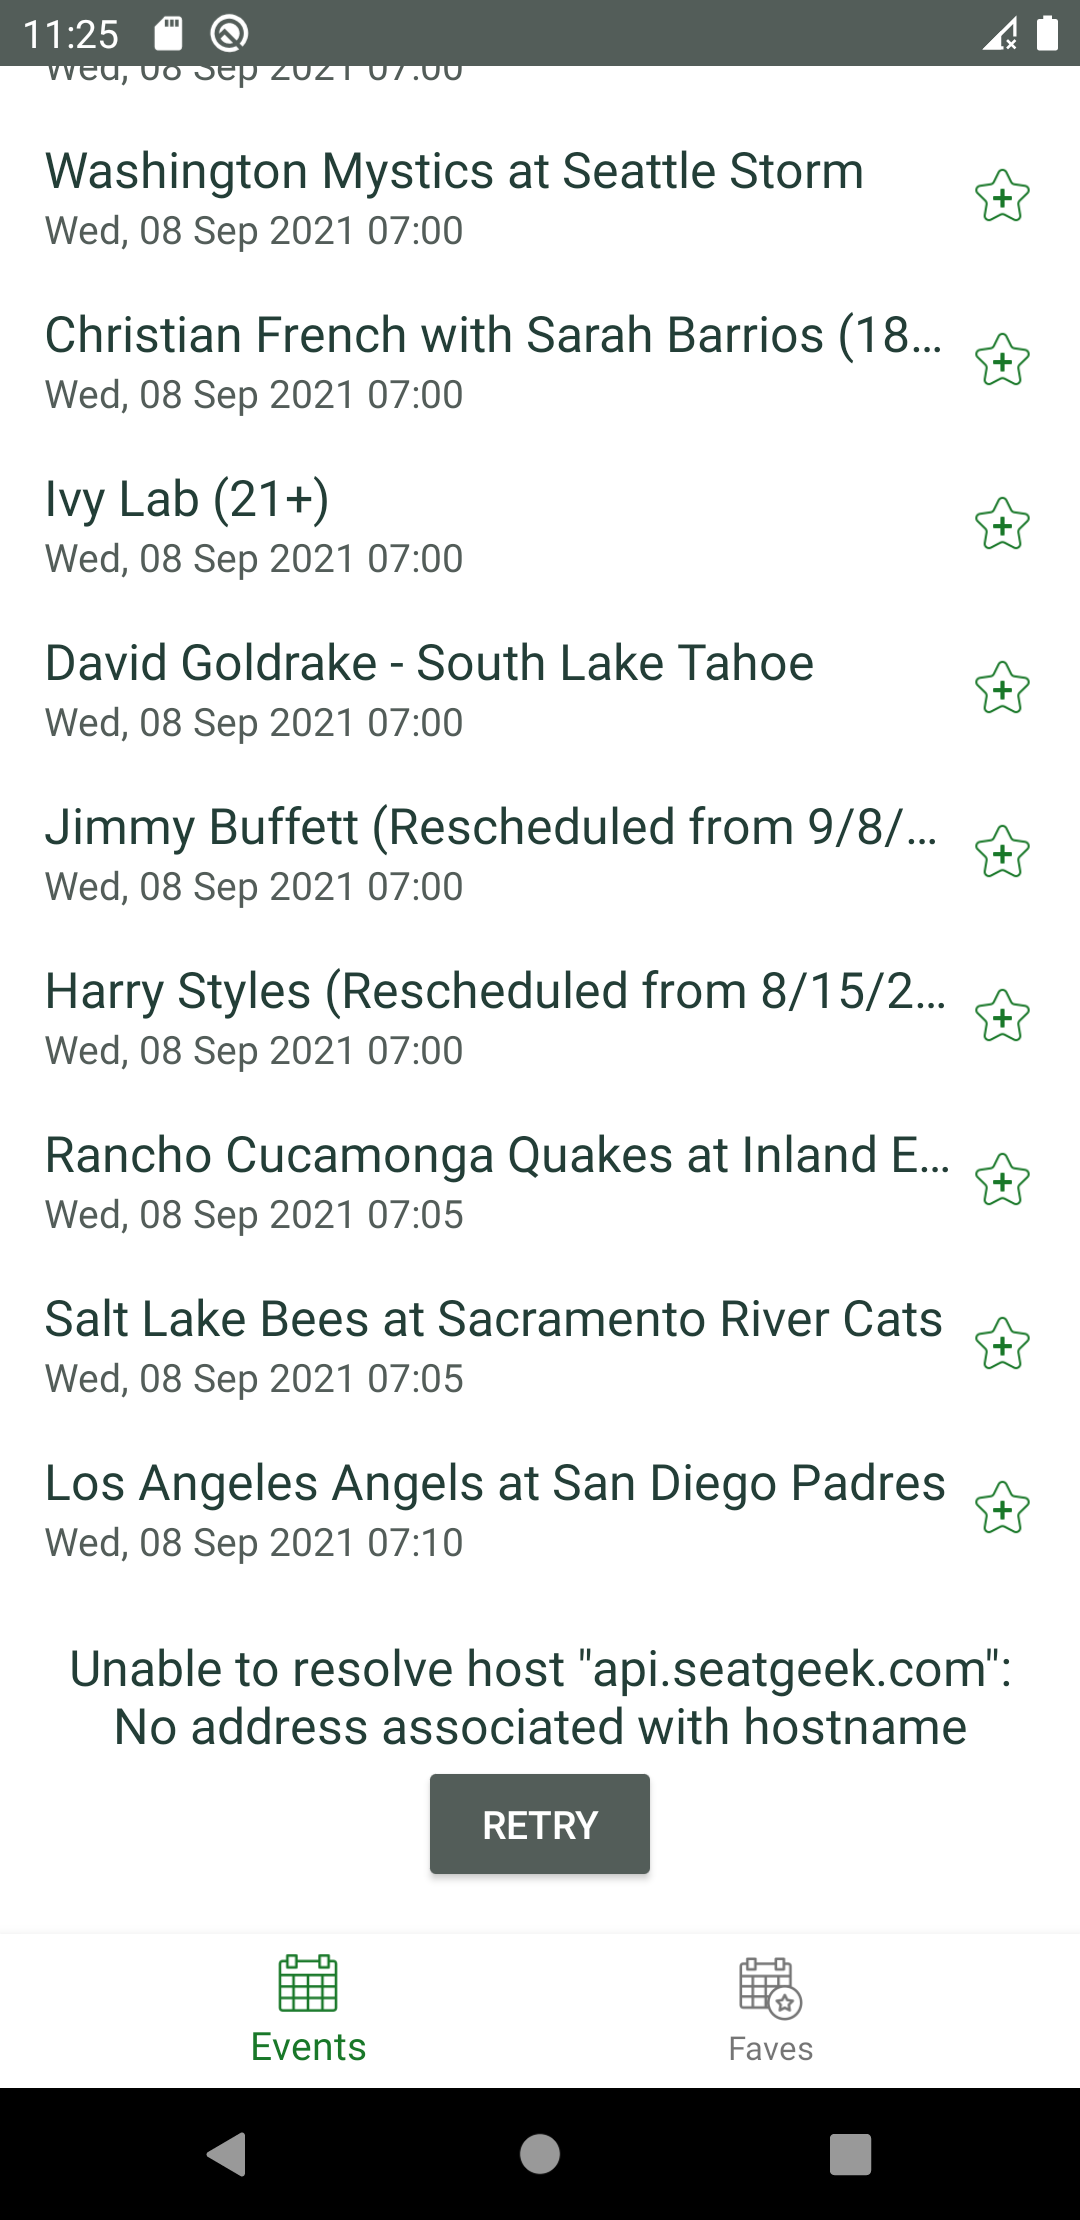 11:25
Wed, 08 Sep 2021 07:00
Washington Mystics at Seattle Storm
Wed, 08 Sep 2021 07:00
Christian French with Sarah Barrios (18...
Wed, 08 Sep 2021 07:00
Ivy Lab (21+)
Wed, 08 Sep 2021 07:00
David Goldrake - South Lake Tahoe
Wed, 08 Sep 2021 07:00
Jimmy Buffett (Rescheduled from 9/8/...
Wed, 08 Sep 2021 07:00
Harry Styles (Rescheduled from 8/15/2...
Wed, 08 Sep 2021 07:00
Rancho Cucamonga Quakes at Inland E...
Wed, 08 Sep 2021 07:05
Salt Lake Bees at Sacramento River Cats
Wed, 08 Sep 2021 07:05
Los Angeles Angels at San Diego Padres
Wed, 08 Sep 2021 07:10
Unable to resolve host "api.seatgeek.com":
No address associated with hostname
RETRY
Events
Faves